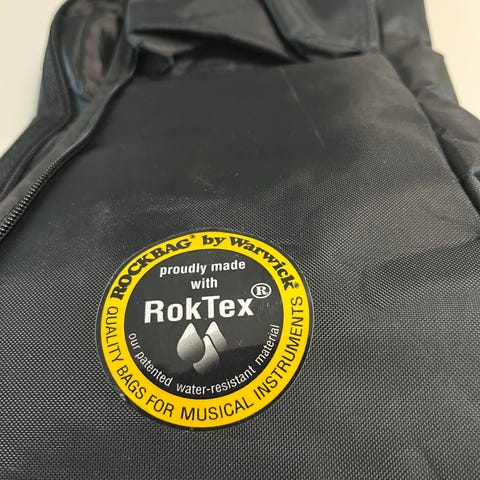 ROCKBAG® by Warwick®
proudly made
with
RokTex®
our patented water-resistant material
QUALITY BAGS FOR MUSICAL INSTRUMENTS